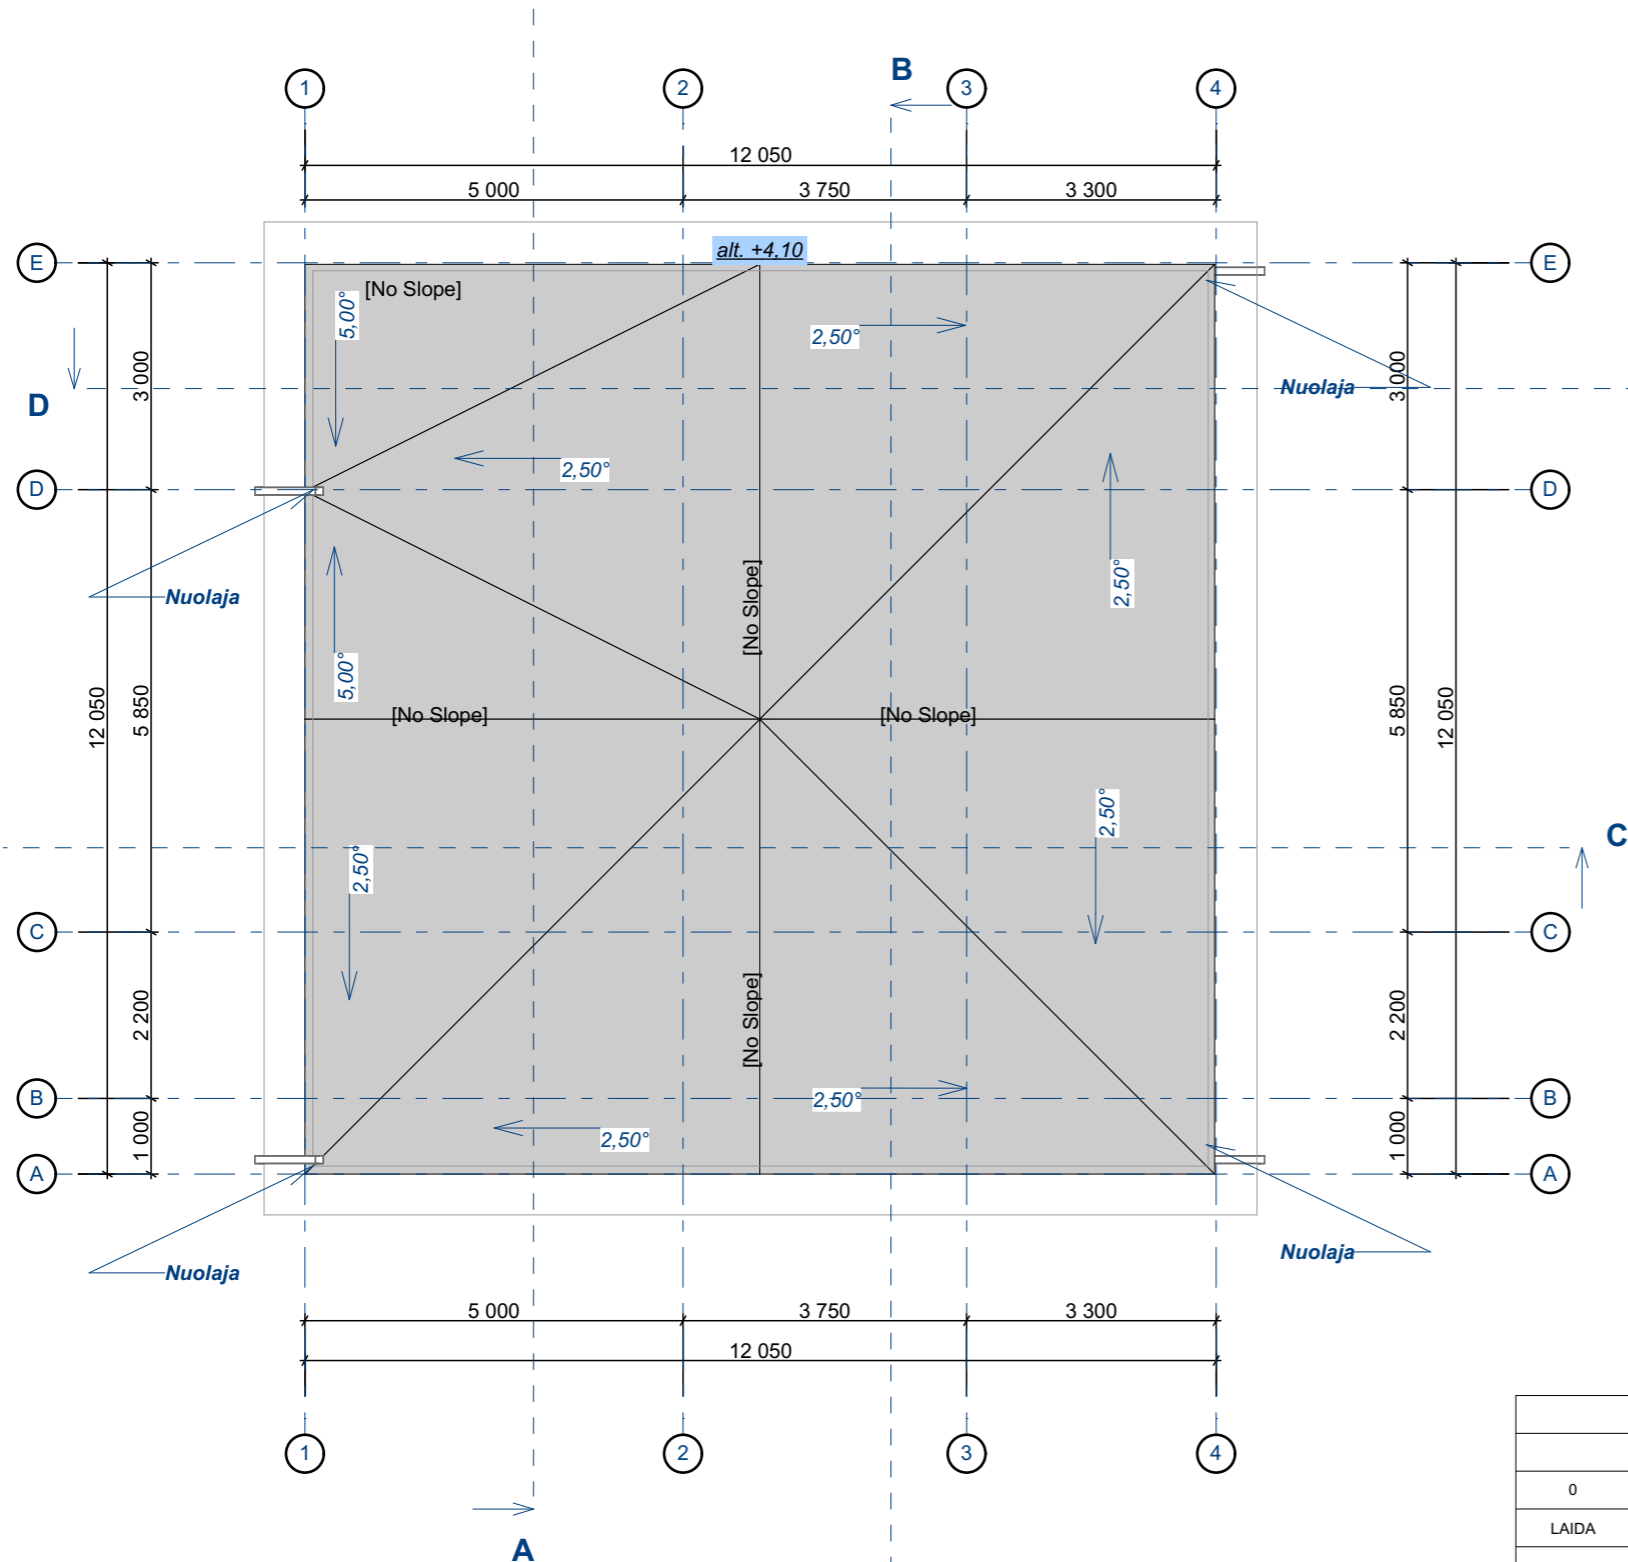 B
1 2 3 4
12 050
5 000 3 750 3 300
alt. +4,10
E E
[No Slope]
5,00°
2,50°
3 000 3 000
Nuolaja
D
2,50°
D D
[No Slope]
2,50°
Nuolaja
5,00°
12 050 5 850 5 850 12 050
[No Slope] [No Slope]
2,50°
C
2,50°
C C
2 200 2 200
[No Slope]
B B
2,50°
1 000 1 000
2,50°
A A
Nuolaja
Nuolaja
5 000 3 750 3 300
12 050
1 2 3 4
0
LAIDA
A